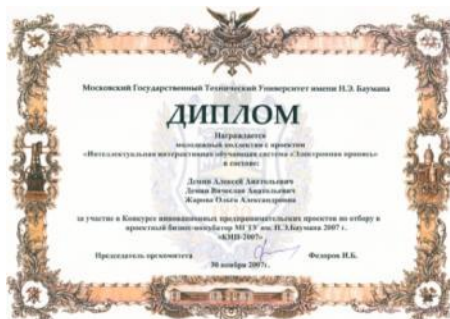 Московский Государственный Технический Университет имени Н.Э. Баумана
ДИПЛОМ
Награждается
молодежный коллектив с проектом
«Интеллектуальная интерактивная обучающая система «Электронная пропись»
в составе:
Демин Алексей Анатольевич
Демин Вячеслав Анатольевич
Жарова Ольга Александровна
за участие в Конкурсе инновационных предпринимательских проектов по отбору в
проектный бизнес-инкубатор МГТУ им. Н.Э.Баумана 2007 г.
«КИП-2007»
Председатель оргкомитета Федоров И.Б.
30 ноября 2007г.